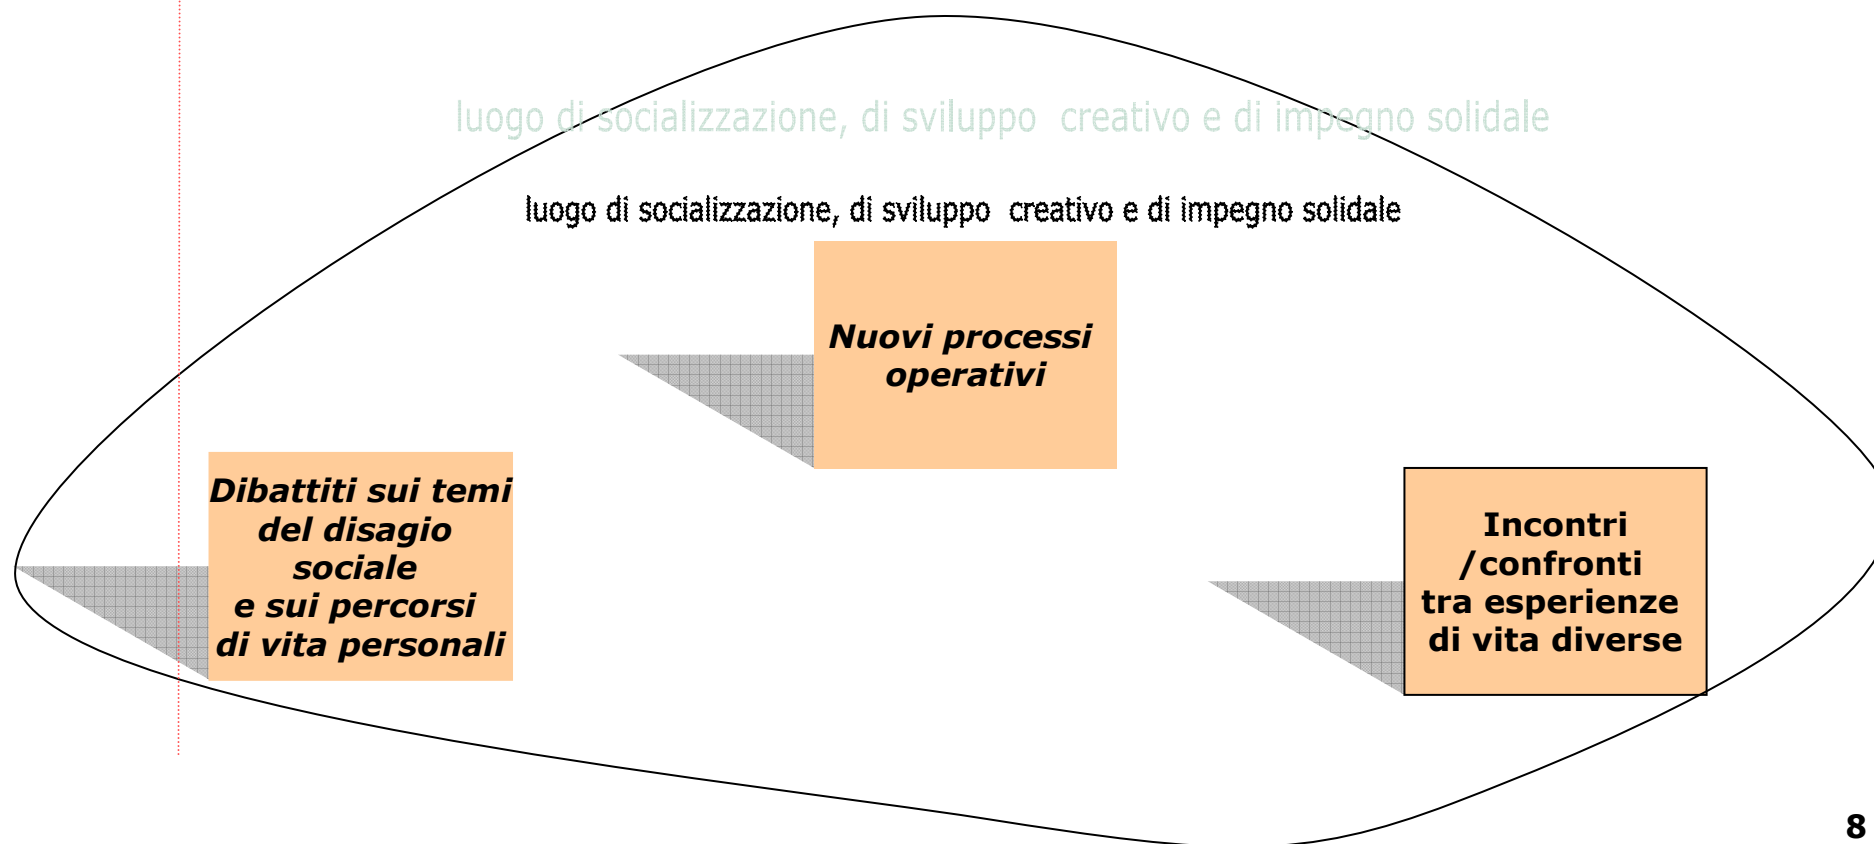 luogo di socializzazione, di sviluppo  creativo e di impegno solidale
luogo di socializzazione, di sviluppo  creativo e di impegno solidale
Nuovi processi
operativi
Dibattiti sui temi
del disagio
sociale
e sui percorsi
di vita personali
Incontri
/confronti
tra esperienze
di vita diverse
8